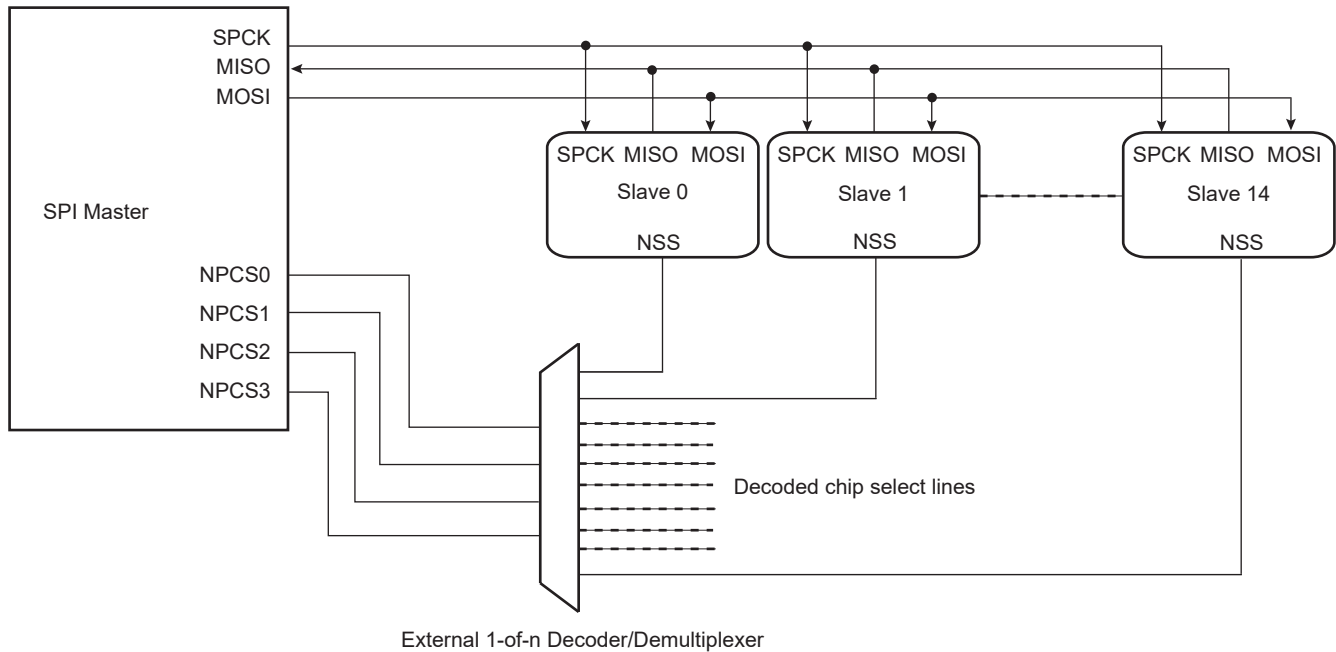 SPCK
MISO
MOSI
SPI Master
NPCS0
NPCS1
NPCS2
NPCS3
SPCK MISO MOSI
Slave 0
NSS
SPCK MISO MOSI
Slave 1
NSS
SPCK MISO MOSI
Slave 14
NSS
Decoded chip select lines
External 1-of-n Decoder/Demultiplexer